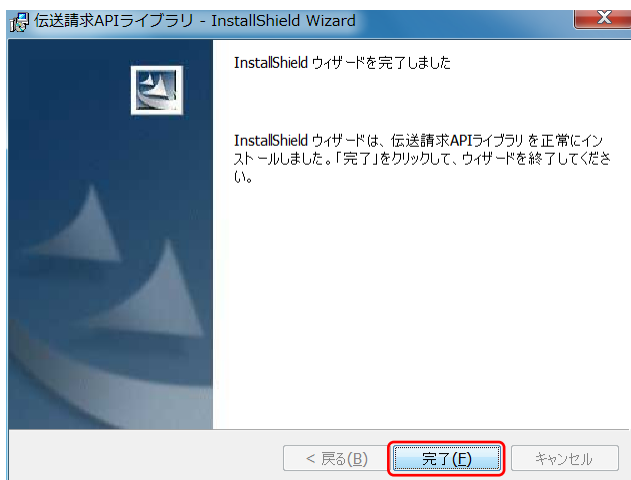 伝送請求APIライブラリ - InstallShield Wizard
InstallShield ウィザードを完了しました
InstallShield ウィザードは、伝送請求APIライブラリ を正常にイン
ストールしました。「完了」をクリックして、ウィザードを終了してくださ
い。
< 戻る(B)
完了(F)
キャンセル